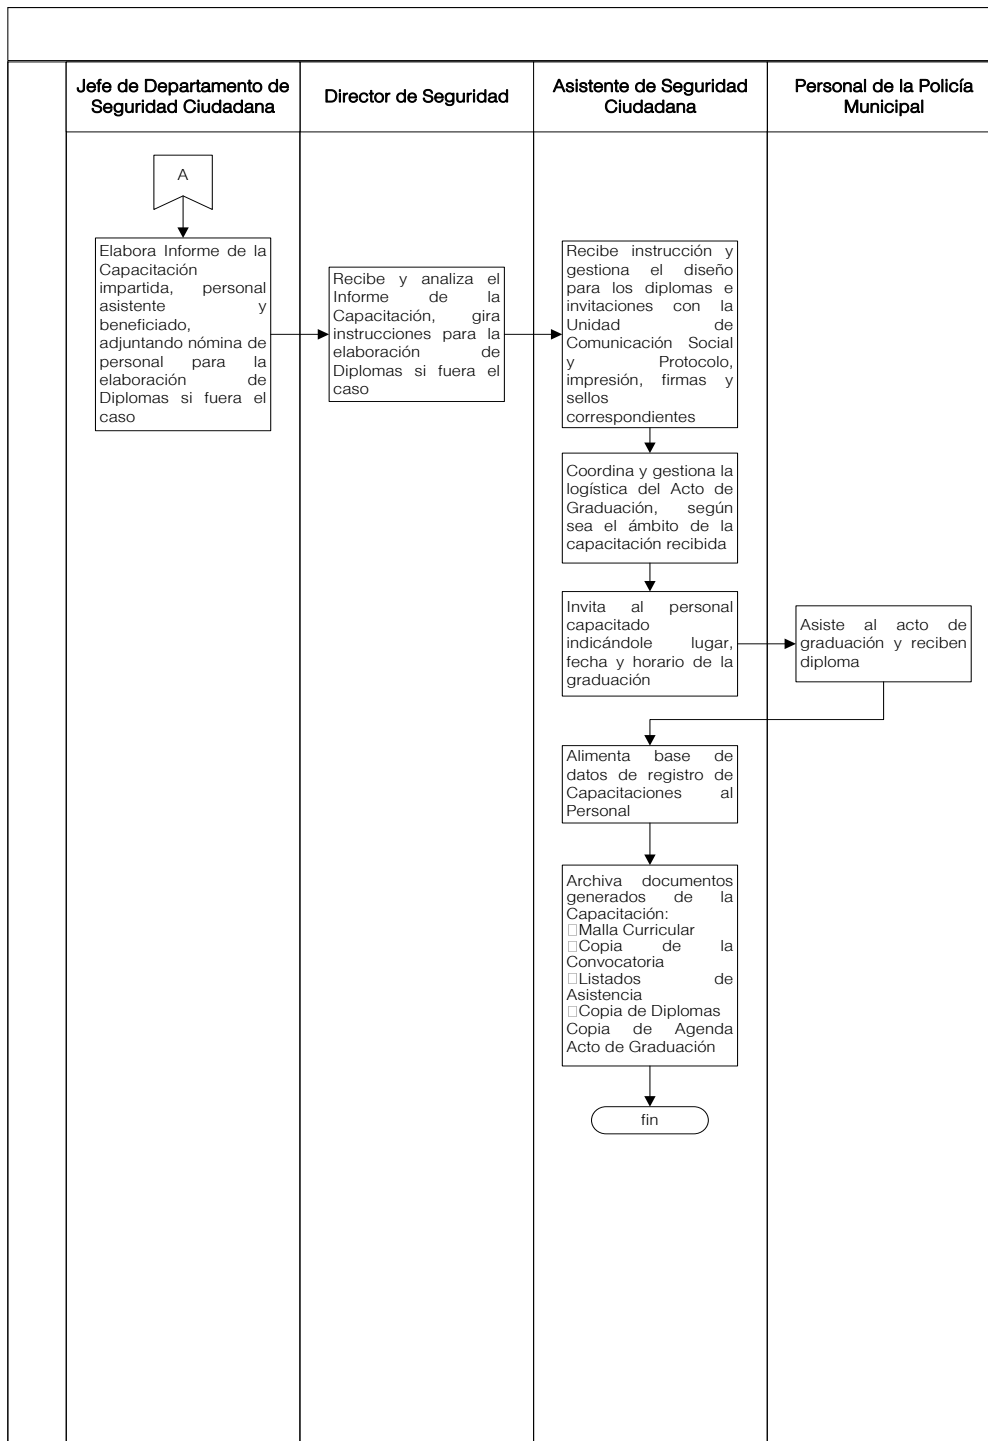 Jefe de Departamento de
Seguridad Ciudadana
Director de Seguridad
Asistente de Seguridad
Ciudadana
Personal de la Policía
Municipal
A
Elabora Informe de la
Capacitación
impartida, personal
asistente y
beneficiado,
adjuntando nómina de
personal para la
elaboración de
Diplomas si fuera el
caso
Recibe y analiza el
Informe de la
Capacitación, gira
instrucciones para la
elaboración de
Diplomas si fuera el
caso
Recibe instrucción y
gestiona el diseño
para los diplomas e
invitaciones con la
Unidad de
Comunicación Social
y Protocolo,
impresión, firmas y
sellos
correspondientes
Coordina y gestiona la
logística del Acto de
Graduación, según
sea el ámbito de la
capacitación recibida
Invita al personal
capacitado
indicándole lugar,
fecha y horario de la
graduación
Asiste al acto de
graduación y reciben
diploma
Alimenta base de
datos de registro de
Capacitaciones al
Personal
Archiva documentos
generados de la
Capacitación:
Malla Curricular
Copia de la
Convocatoria
Listados de
Asistencia
Copia de Diplomas
Copia de Agenda
Acto de Graduación
fin